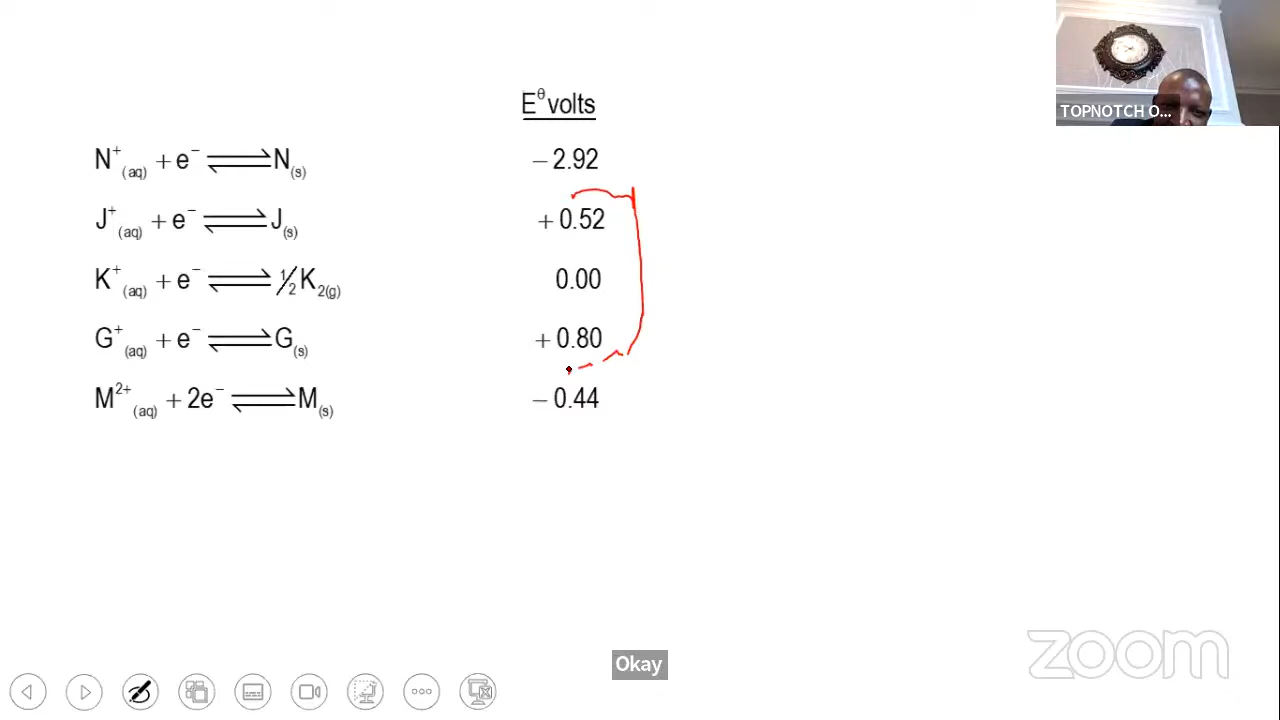 TOPNOTCH O...
E^θ volts
N⁺(aq) + e⁻ ⇌ N(s) −2.92
J⁺(aq) + e⁻ ⇌ J(s) +0.52
K⁺(aq) + e⁻ ⇌ ½K₂(g) 0.00
G⁺(aq) + e⁻ ⇌ G(s) +0.80
M²⁺(aq) + 2e⁻ ⇌ M(s) −0.44
Okay
zoom